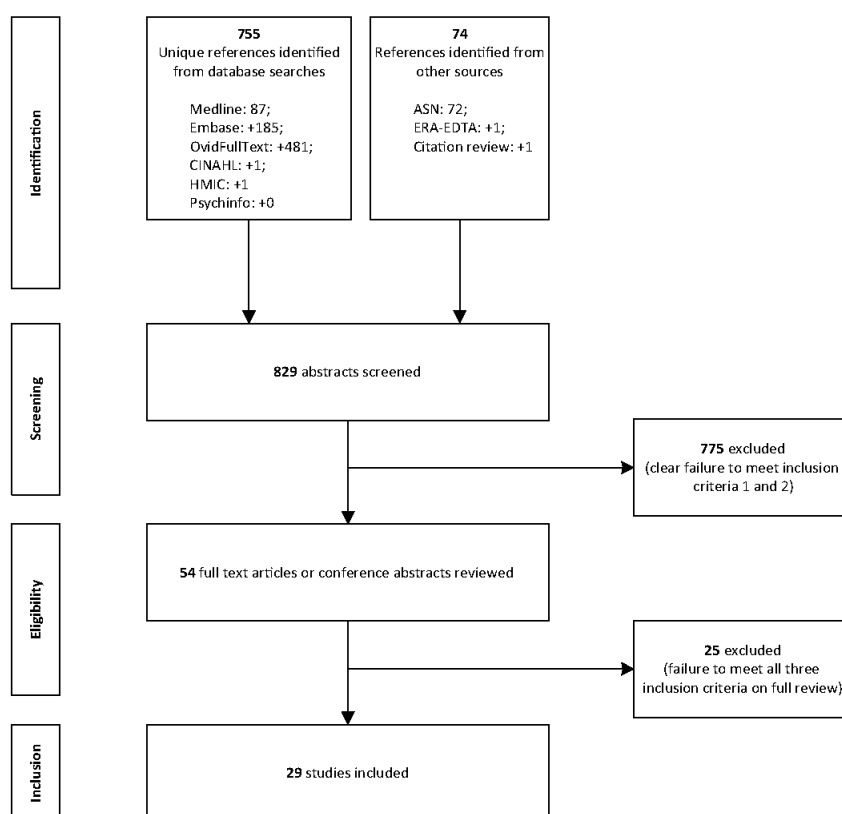 Identification
755
Unique references identified
from database searches
Medline: 87;
Embase: +185;
OvidFullText: +481;
CINAHL: +1;
HMIC: +1
Psychinfo: +0
74
References identified from
other sources
ASN: 72;
ERA-EDTA: +1;
Citation review: +1
Screening
829 abstracts screened
775 excluded
(clear failure to meet inclusion
criteria 1 and 2)
Eligibility
54 full text articles or conference abstracts reviewed
25 excluded
(failure to meet all three
inclusion criteria on full review)
Inclusion
29 studies included